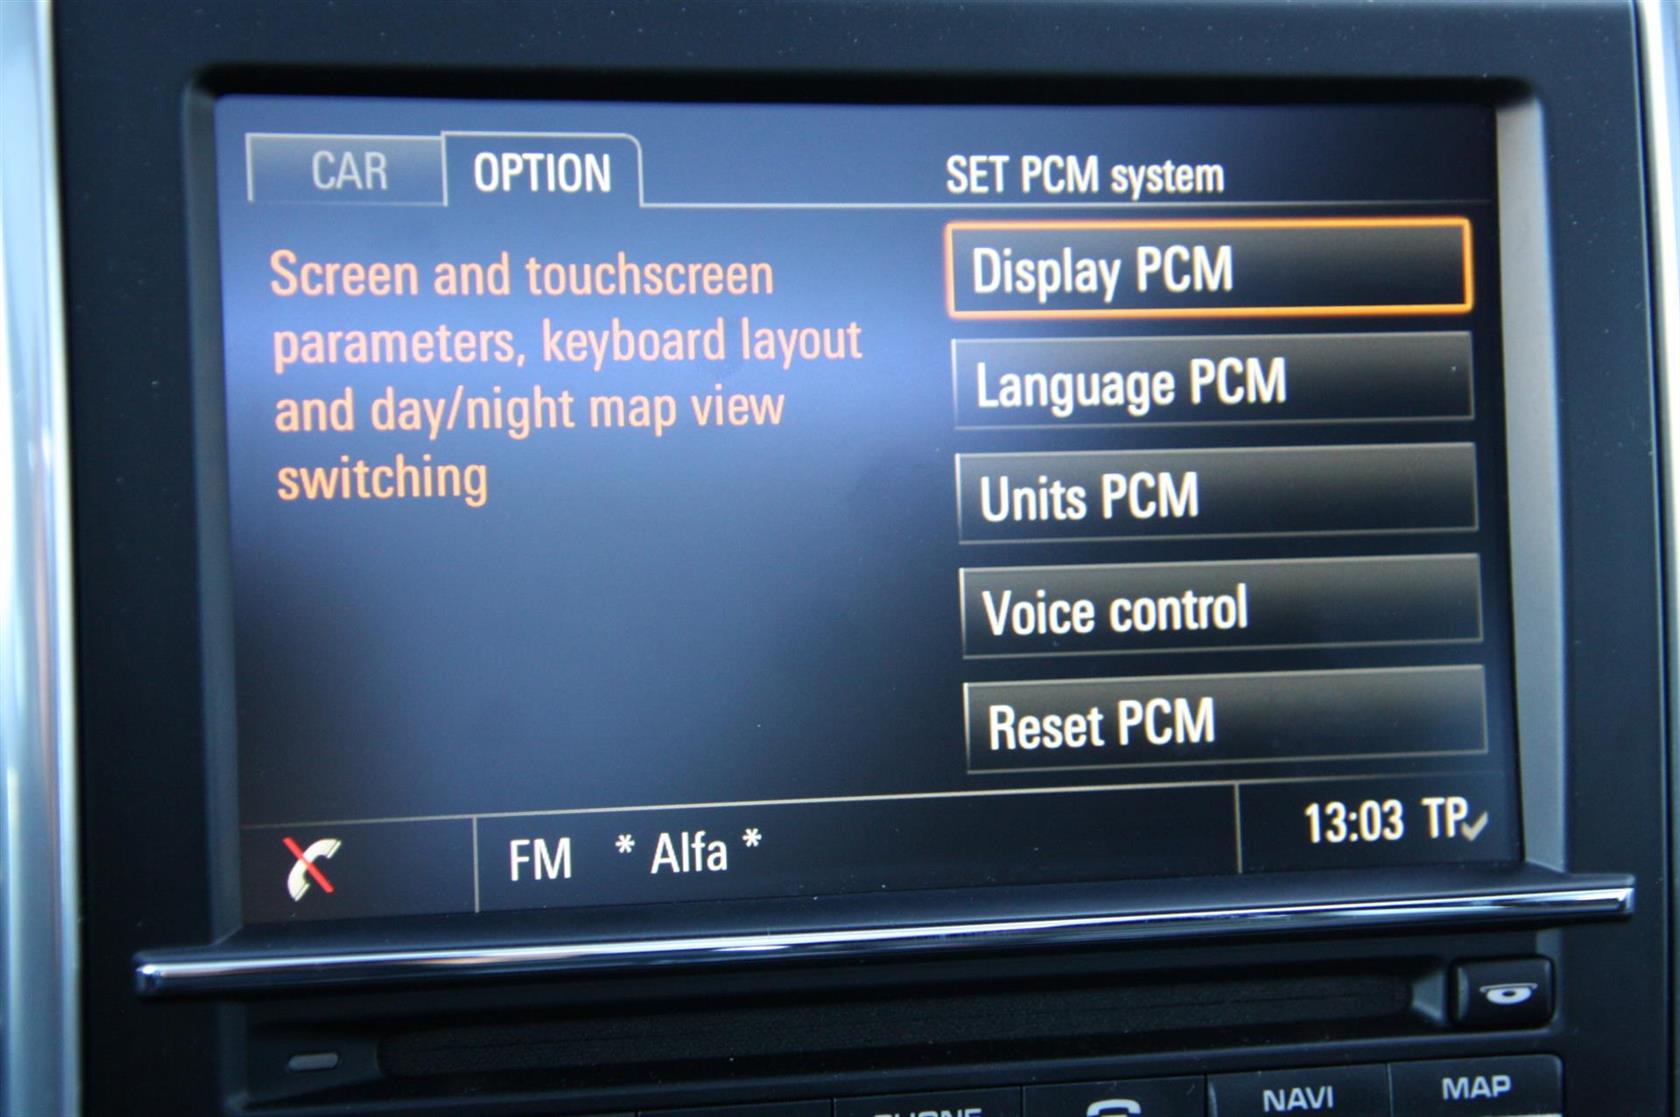 CAR
OPTION
SET PCM system
Screen and touchscreen
parameters, keyboard layout
and day/night map view
switching
Display PCM
Language PCM
Units PCM
Voice control
Reset PCM
FM * Alfa *
13:03 TP
PHONE
NAVI
MAP